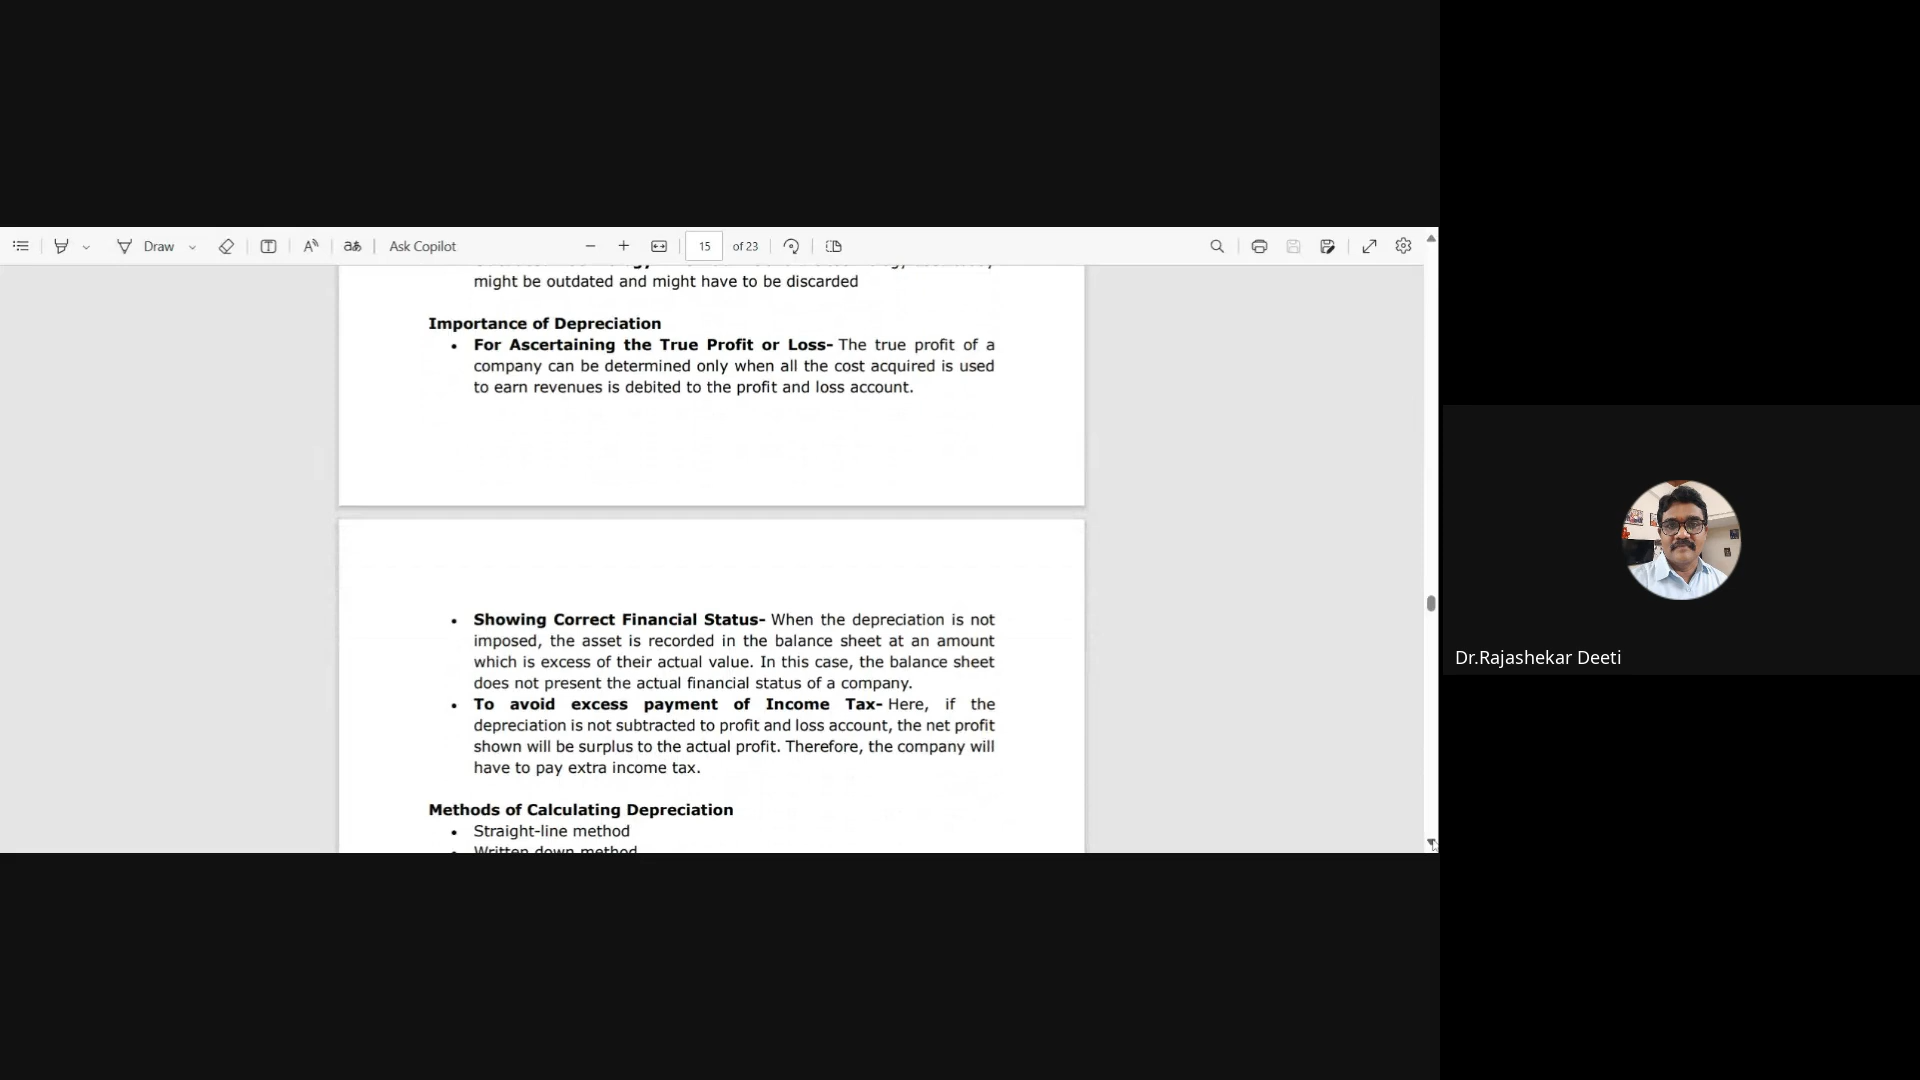 Draw
Ask Copilot
15 of 23
might be outdated and might have to be discarded
Importance of Depreciation
• For Ascertaining the True Profit or Loss- The true profit of a
company can be determined only when all the cost acquired is used
to earn revenues is debited to the profit and loss account.
• Showing Correct Financial Status- When the depreciation is not
imposed, the asset is recorded in the balance sheet at an amount
which is excess of their actual value. In this case, the balance sheet
does not present the actual financial status of a company.
• To avoid excess payment of Income Tax- Here, if the
depreciation is not subtracted to profit and loss account, the net profit
shown will be surplus to the actual profit. Therefore, the company will
have to pay extra income tax.
Methods of Calculating Depreciation
• Straight-line method
• Written down method
Dr.Rajashekar Deeti